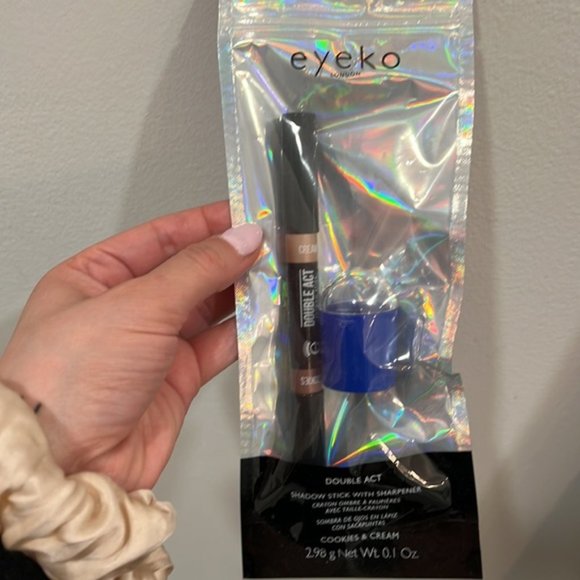 eyeko
LONDON
CREAM
DOUBLE ACT
DOUBLE ACT
SHADOW STICK WITH SHARPENER
CRAYON OMBRE À PAUPIÈRES
AVEC TAILLE-CRAYON
SOMBRA DE OJOS EN LÁPIZ
CON SACAPUNTAS
COOKIES & CREAM
2.98 g Net Wt. 0.1 Oz.